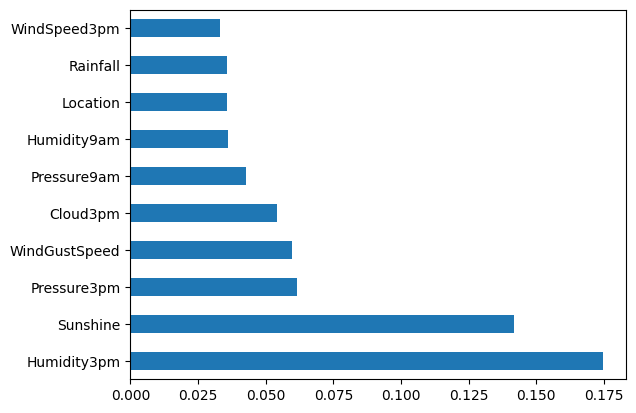 WindSpeed3pm
Rainfall
Location
Humidity9am
Pressure9am
Cloud3pm
WindGustSpeed
Pressure3pm
Sunshine
Humidity3pm
0.000 0.025 0.050 0.075 0.100 0.125 0.150 0.175